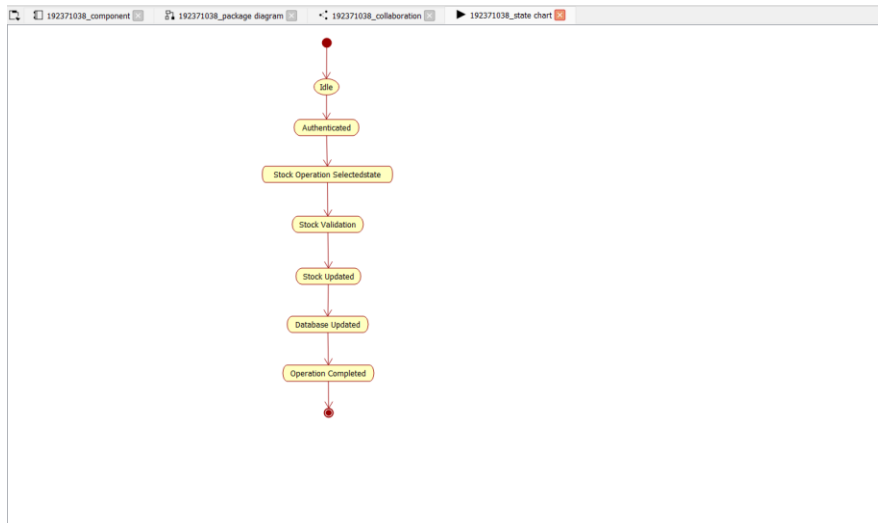 192371038_component
192371038_package diagram
192371038_collaboration
192371038_state chart
Idle
Authenticated
Stock Operation Selectedstate
Stock Validation
Stock Updated
Database Updated
Operation Completed